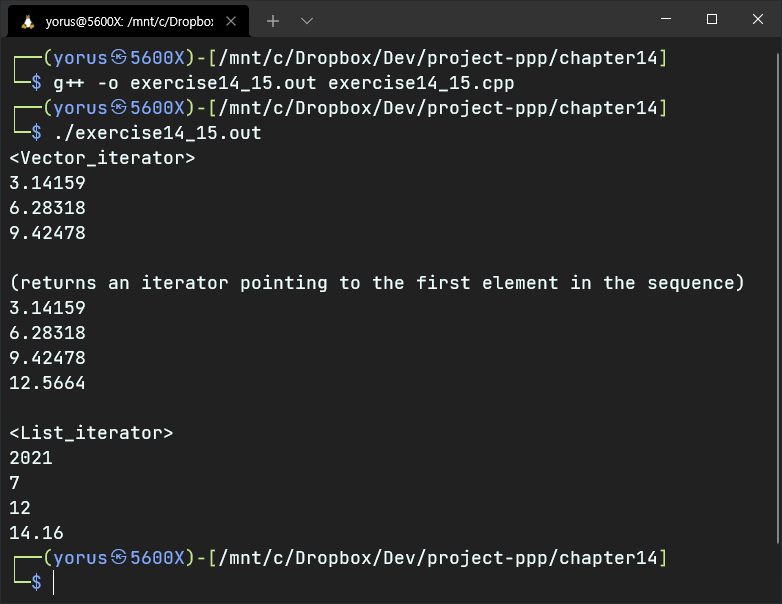 yorus@5600X: /mnt/c/Dropbox
┌──(yorus㉿5600X)-[/mnt/c/Dropbox/Dev/project-ppp/chapter14]
└─$ g++ -o exercise14_15.out exercise14_15.cpp
┌──(yorus㉿5600X)-[/mnt/c/Dropbox/Dev/project-ppp/chapter14]
└─$ ./exercise14_15.out
<Vector_iterator>
3.14159
6.28318
9.42478
(returns an iterator pointing to the first element in the sequence)
3.14159
6.28318
9.42478
12.5664
<List_iterator>
2021
7
12
14.16
┌──(yorus㉿5600X)-[/mnt/c/Dropbox/Dev/project-ppp/chapter14]
└─$